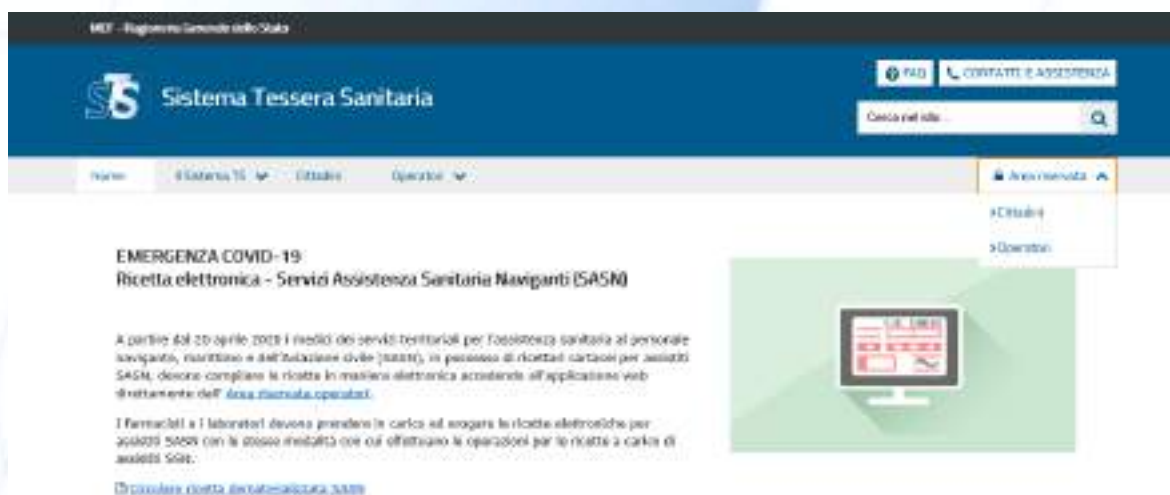 MEF - Ragioneria Generale dello Stato
FAQ
CONTATTI E ASSISTENZA
STS
Sistema Tessera Sanitaria
Cerca nel sito ...
Home
Il Sistema TS
Cittadini
Operatori
Area riservata
Cittadini
Operatori
EMERGENZA COVID-19
Ricetta elettronica - Servizi Assistenza Sanitaria Naviganti (SASN)
A partire dal 20 aprile 2020 i medici dei servizi territoriali per l'assistenza sanitaria al personale
navigante, marittimo e dell'Aviazione civile (SASN), in possesso di ricettari cartacei per assistiti
SASN, devono compilare le ricette in maniera elettronica accedendo all'applicazione web
direttamente dall' Area riservata operatori.
I farmacisti e i laboratori devono prendere in carico ed erogare le ricette elettroniche per
assistiti SASN con le stesse modalità con cui effettuano le operazioni per le ricette a carico di
assistiti SSN.
Circolare ricetta dematerializzata SASN